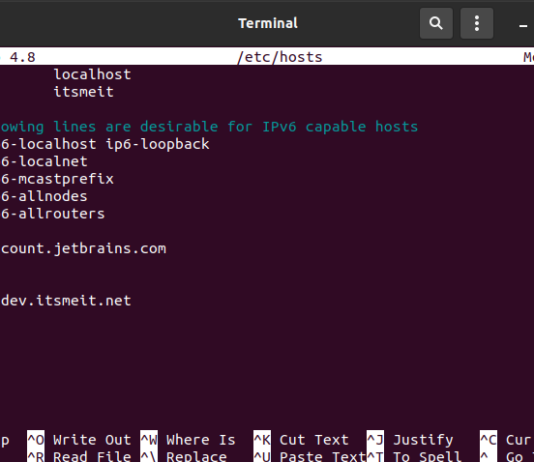 Terminal
4.8 /etc/hosts
localhost
itsmeit
owing lines are desirable for IPv6 capable hosts
6-localhost ip6-loopback
6-localnet
6-mcastprefix
6-allnodes
6-allrouters
count.jetbrains.com
dev.itsmeit.net
p ^O Write Out ^W Where Is ^K Cut Text ^J Justify ^C Cur
^R Read File ^\ Replace ^U Paste Text ^T To Spell ^_ Go